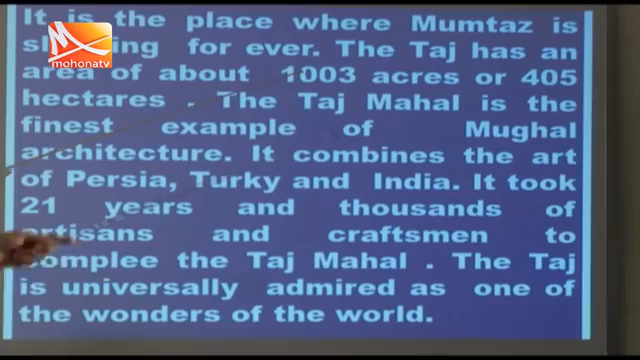 It is the place where Mumtaz is
for ever. The Taj has an
area of about 1003 acres or 405
hectares . The Taj Mahal is the
finest example of Mughal
architecture. It combines the art
of Persia, Turky and India. It took
21 years and thousands of
artisans and craftsmen to
complee the Taj Mahal . The Taj
is universally admired as one of
the wonders of the world.
mohonatv